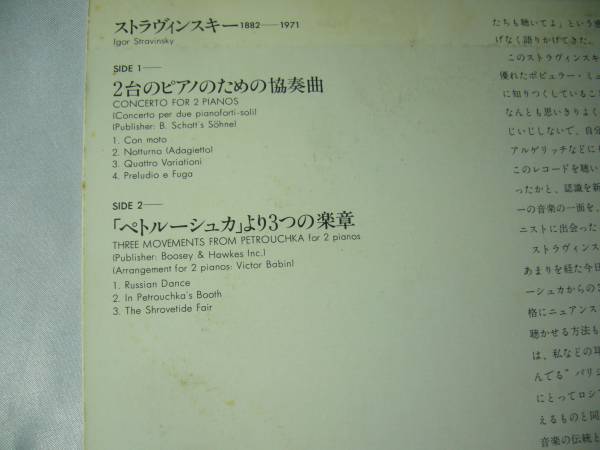 ストラヴィンスキー1882——1971
Igor Stravinsky
SIDE 1——
2台のピアノのための協奏曲
CONCERTO FOR 2 PIANOS
(Concerto per due pianoforti-soli)
(Publisher: B. Schott's Söhne)
1. Con moto
2. Notturno (Adagietto)
3. Quattro Variationi
4. Preludio e Fuga
SIDE 2——
「ペトルーシュカ」より3つの楽章
THREE MOVEMENTS FROM PETROUCHKA for 2 pianos
(Publisher: Boosey & Hawkes Inc.)
(Arrangement for 2 pianos: Victor Babin)
1. Russian Dance
2. In Petrouchka's Booth
3. The Shrovetide Fair
たちも聴いてよ」という
げなく語りかけてきた。
このストラヴィンスキ
優れたポピュラー・ミュ
に知りつくしているこ
なんとも思いきりよく
じいじしないで、自分
アルゲリッチなどに
このレコードを聴い
ったかと、認識を新
ーの音楽の一面を、
ニストに出会った
ストラヴィンス
あまりを経た今日
ーシュカからの3
格にニュアンス
聴かせる方法も
は、私などの耳
んでる"パリジ
にとってロシア
えるものと同
音楽の伝統と